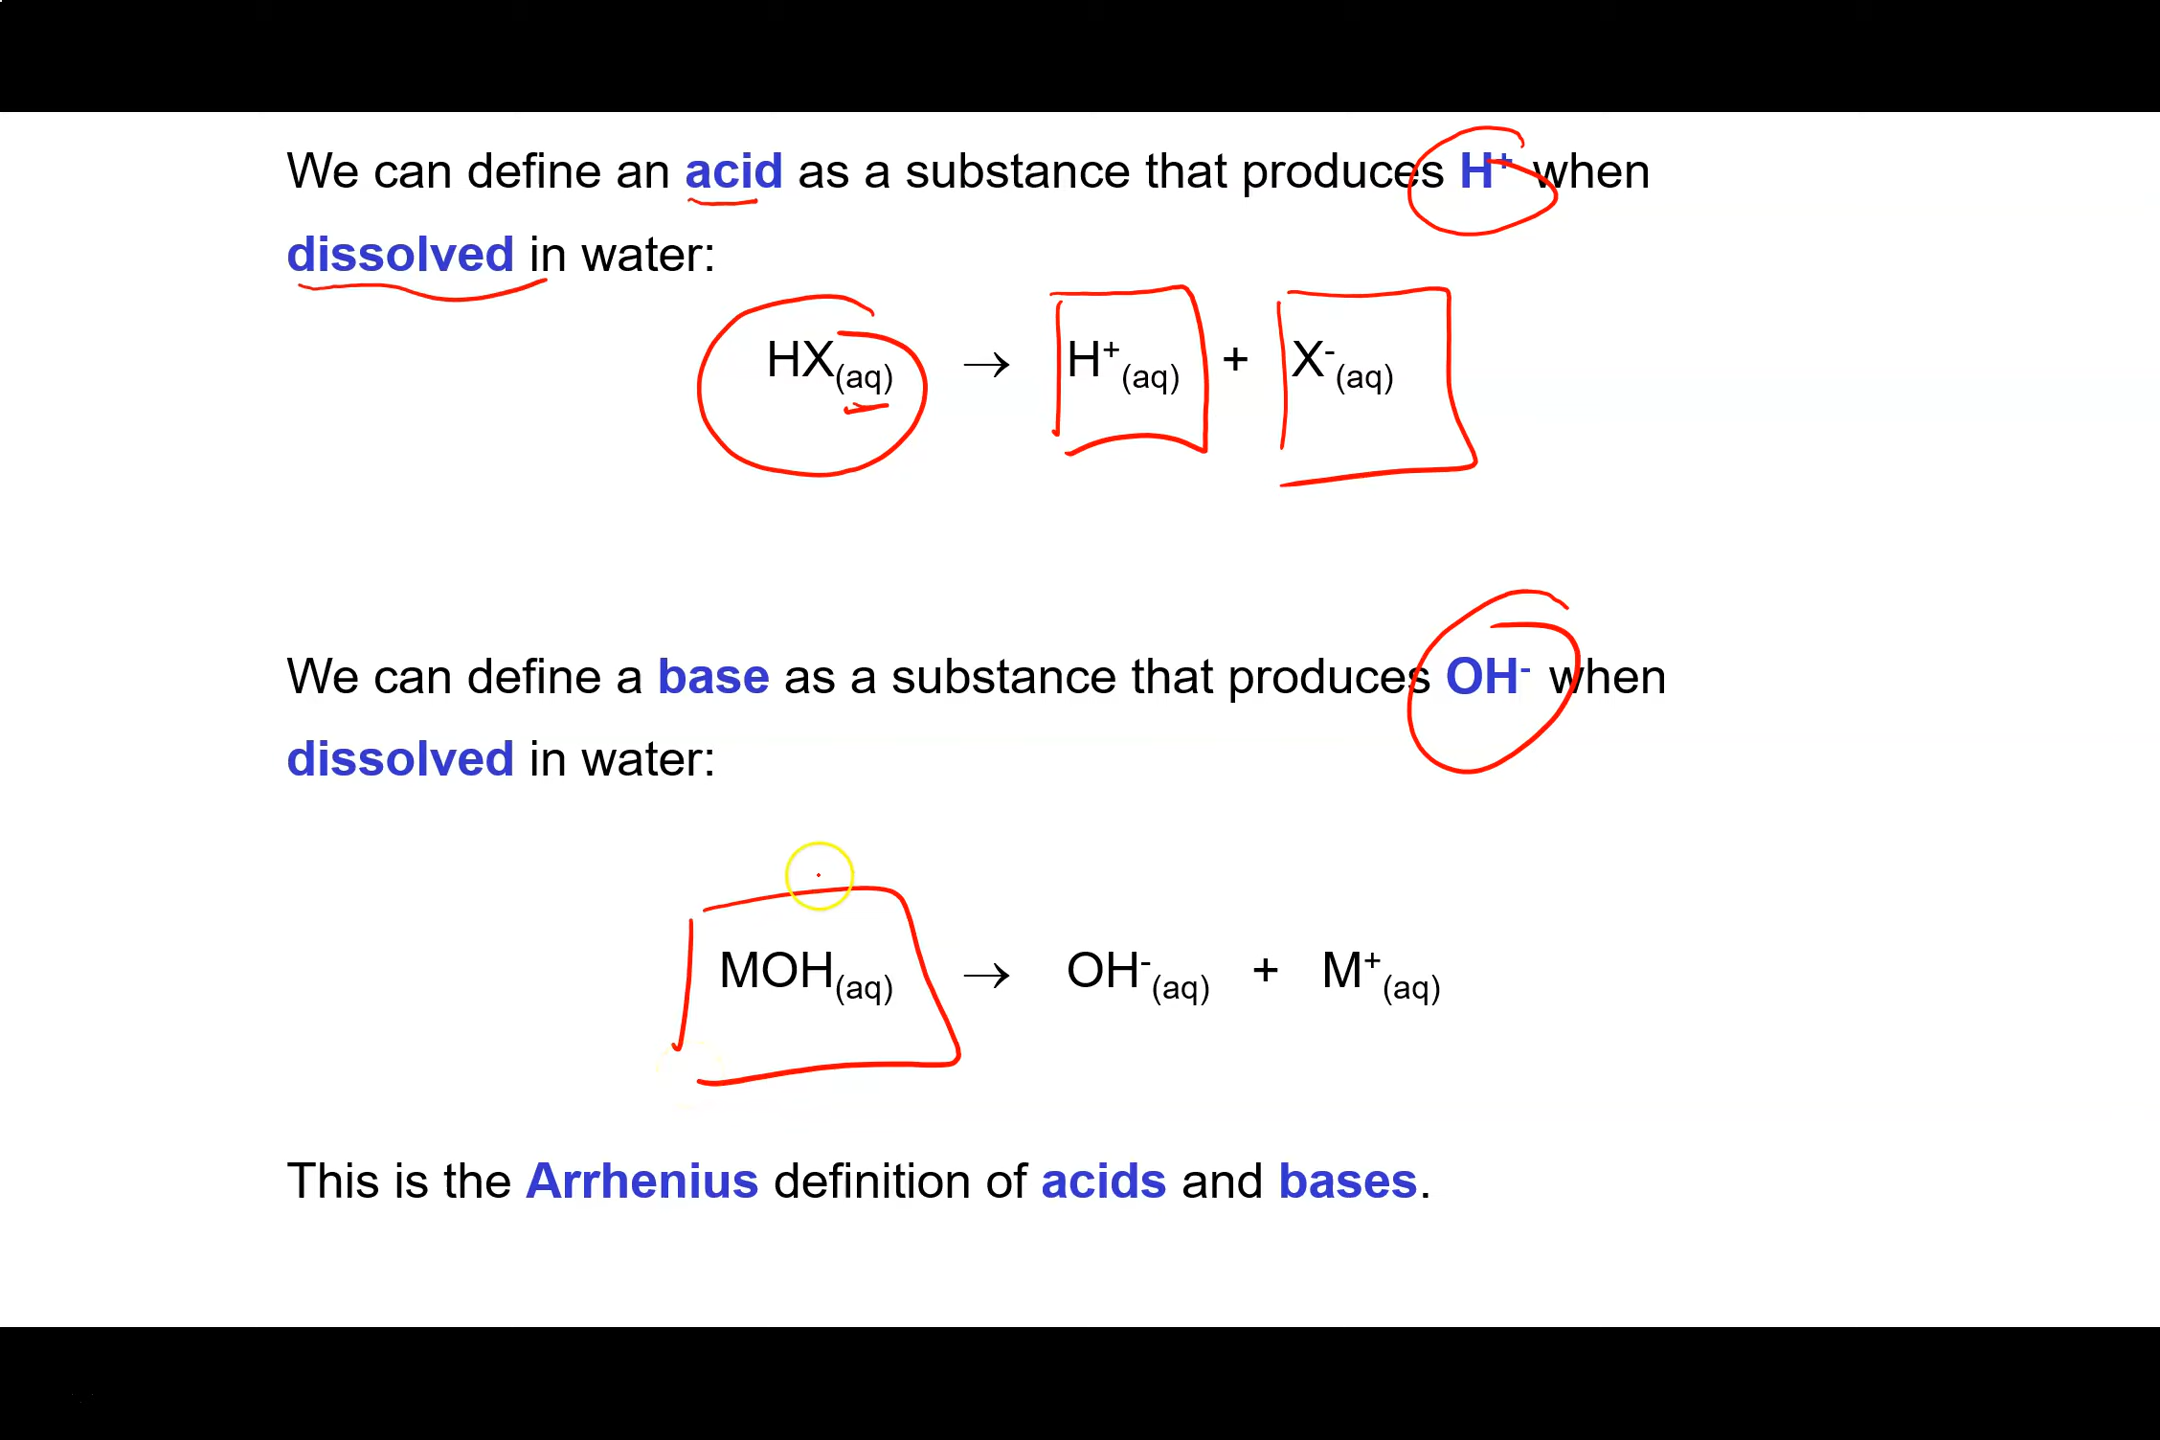 We can define an acid as a substance that produces H⁺ when
dissolved in water:
HX₍aq₎ → H⁺₍aq₎ + X⁻₍aq₎
We can define a base as a substance that produces OH⁻ when
dissolved in water:
MOH₍aq₎ → OH⁻₍aq₎ + M⁺₍aq₎
This is the Arrhenius definition of acids and bases.